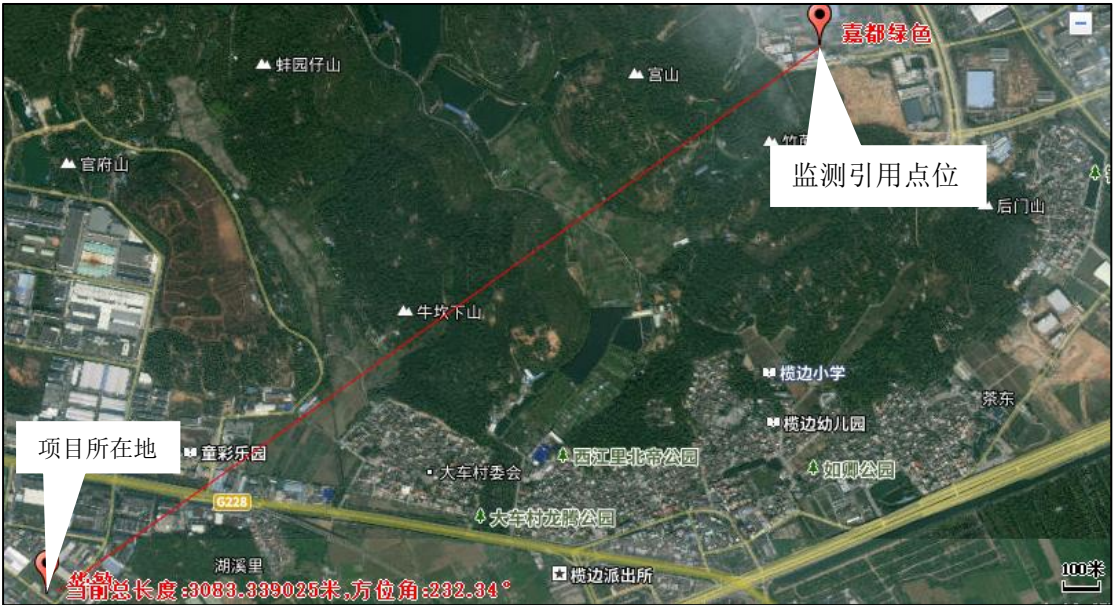 嘉都绿色
蚌园仔山
宫山
官府山
监测引用点位
后门山
牛坎下山
榄边小学
茶东
榄边幼儿园
项目所在地
童彩乐园
西江里北帝公园
大车村委会
如卿公园
G228
大车村龙腾公园
湖溪里
榄边派出所
100米
当前总长度:3083.339025米,方位角:232.34°